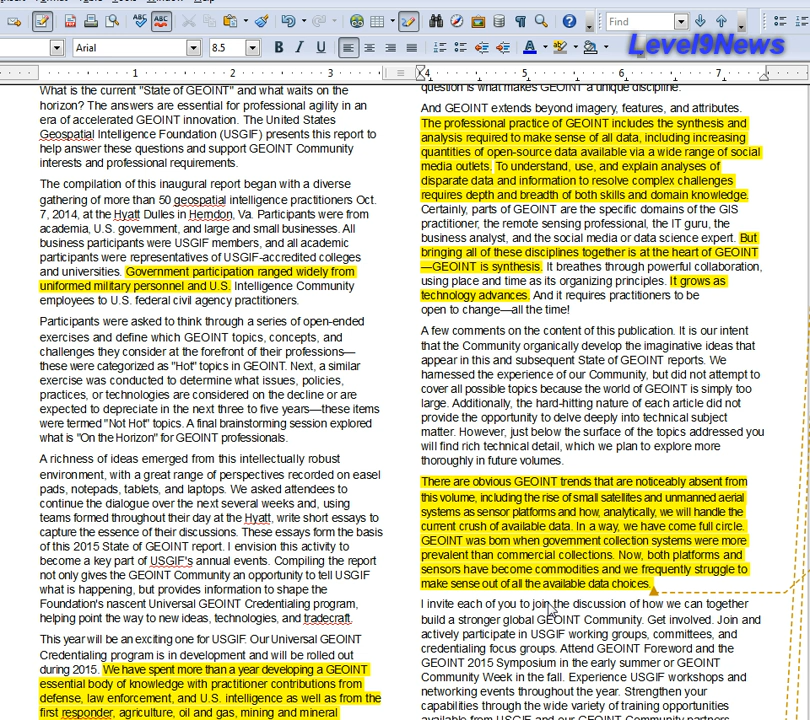 Find
Arial
8.5
Level9News
1
2
3
4
5
6
7
What is the current "State of GEOINT" and what waits on the
horizon? The answers are essential for professional agility in an
era of accelerated GEOINT innovation. The United States
Geospatial Intelligence Foundation (USGIF) presents this report to
help answer these questions and support GEOINT Community
interests and professional requirements.
The compilation of this inaugural report began with a diverse
gathering of more than 50 geospatial intelligence practitioners Oct.
7, 2014, at the Hyatt Dulles in Herndon, Va. Participants were from
academia, U.S. government, and large and small businesses. All
business participants were USGIF members, and all academic
participants were representatives of USGIF-accredited colleges
and universities. Government participation ranged widely from
uniformed military personnel and U.S. Intelligence Community
employees to U.S. federal civil agency practitioners.
Participants were asked to think through a series of open-ended
exercises and define which GEOINT topics, concepts, and
challenges they consider at the forefront of their professions—
these were categorized as "Hot" topics in GEOINT. Next, a similar
exercise was conducted to determine what issues, policies,
practices, or technologies are considered on the decline or are
expected to depreciate in the next three to five years—these items
were termed "Not Hot" topics. A final brainstorming session explored
what is "On the Horizon" for GEOINT professionals.
A richness of ideas emerged from this intellectually robust
environment, with a great range of perspectives recorded on easel
pads, notepads, tablets, and laptops. We asked attendees to
continue the dialogue over the next several weeks and, using
teams formed throughout their day at the Hyatt, write short essays to
capture the essence of their discussions. These essays form the basis
of this 2015 State of GEOINT report. I envision this activity to
become a key part of USGIF's annual events. Compiling the report
not only gives the GEOINT Community an opportunity to tell USGIF
what is happening, but provides information to shape the
Foundation's nascent Universal GEOINT Credentialing program,
helping point the way to new ideas, technologies, and tradecraft.
This year will be an exciting one for USGIF. Our Universal GEOINT
Credentialing program is in development and will be rolled out
during 2015. We have spent more than a year developing a GEOINT
essential body of knowledge with practitioner contributions from
defense, law enforcement, and U.S. intelligence as well as from the
first responder, agriculture, oil and gas, mining and mineral
question is what makes GEOINT a unique discipline.
And GEOINT extends beyond imagery, features, and attributes.
The professional practice of GEOINT includes the synthesis and
analysis required to make sense of all data, including increasing
quantities of open-source data available via a wide range of social
media outlets. To understand, use, and explain analyses of
disparate data and information to resolve complex challenges
requires depth and breadth of both skills and domain knowledge.
Certainly, parts of GEOINT are the specific domains of the GIS
practitioner, the remote sensing professional, the IT guru, the
business analyst, and the social media or data science expert. But
bringing all of these disciplines together is at the heart of GEOINT
—GEOINT is synthesis. It breathes through powerful collaboration,
using place and time as its organizing principles. It grows as
technology advances. And it requires practitioners to be
open to change—all the time!
A few comments on the content of this publication. It is our intent
that the Community organically develop the imaginative ideas that
appear in this and subsequent State of GEOINT reports. We
harnessed the experience of our Community, but did not attempt to
cover all possible topics because the world of GEOINT is simply too
large. Additionally, the hard-hitting nature of each article did not
provide the opportunity to delve deeply into technical subject
matter. However, just below the surface of the topics addressed you
will find rich technical detail, which we plan to explore more
thoroughly in future volumes.
There are obvious GEOINT trends that are noticeably absent from
this volume, including the rise of small satellites and unmanned aerial
systems as sensor platforms and how, analytically, we will handle the
current crush of available data. In a way, we have come full circle.
GEOINT was born when government collection systems were more
prevalent than commercial collections. Now, both platforms and
sensors have become commodities and we frequently struggle to
make sense out of all the available data choices.
I invite each of you to join the discussion of how we can together
build a stronger global GEOINT Community. Get involved. Join and
actively participate in USGIF working groups, committees, and
credentialing focus groups. Attend GEOINT Foreword and the
GEOINT 2015 Symposium in the early summer or GEOINT
Community Week in the fall. Experience USGIF workshops and
networking events throughout the year. Strengthen your
capabilities through the wide variety of training opportunities
available from USGIF and our GEOINT Community partners